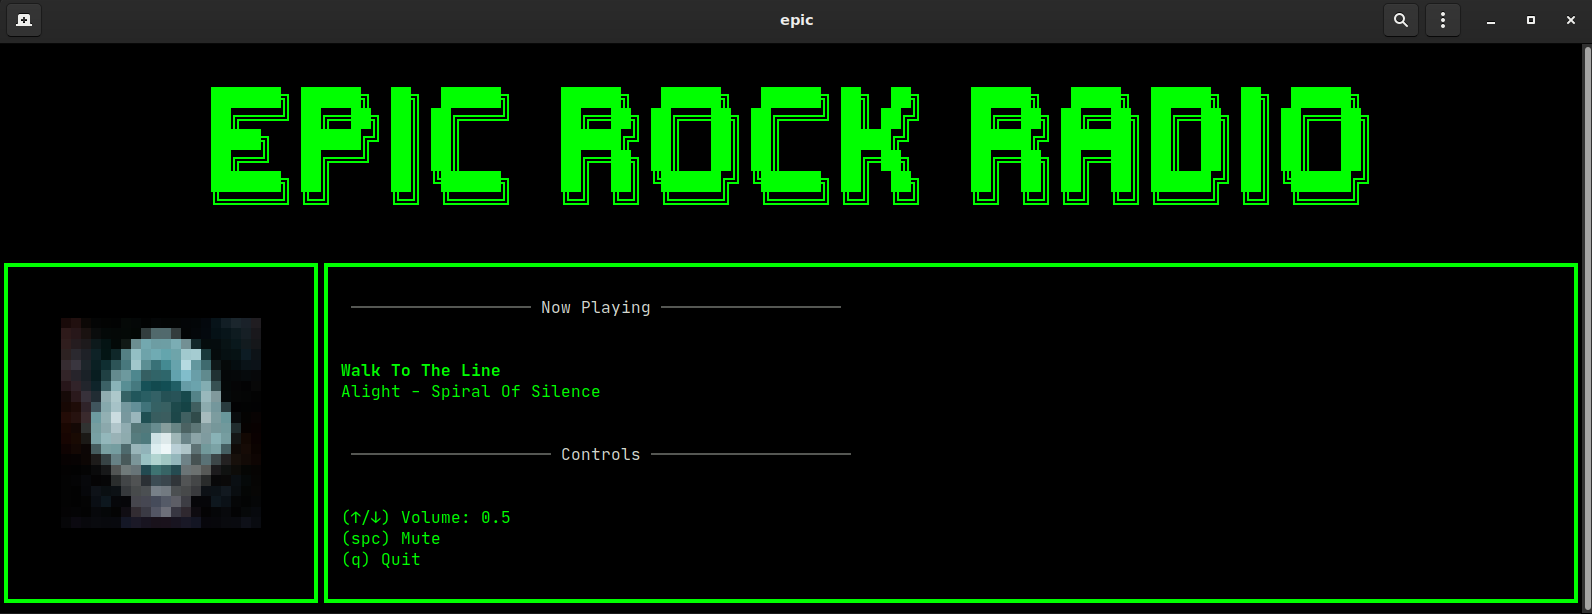 epic
EPIC ROCK RADIO
Now Playing
Walk To The Line
Alight - Spiral Of Silence
Controls
(↑/↓) Volume: 0.5
(spc) Mute
(q) Quit